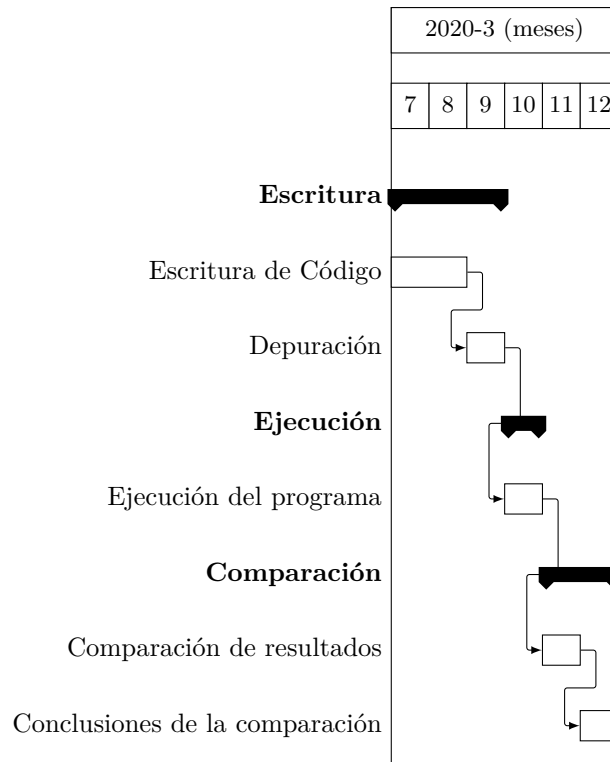 2020-3 (meses)
7 8 9 10 11 12
Escritura
Escritura de Código
Depuración
Ejecución
Ejecución del programa
Comparación
Comparación de resultados
Conclusiones de la comparación